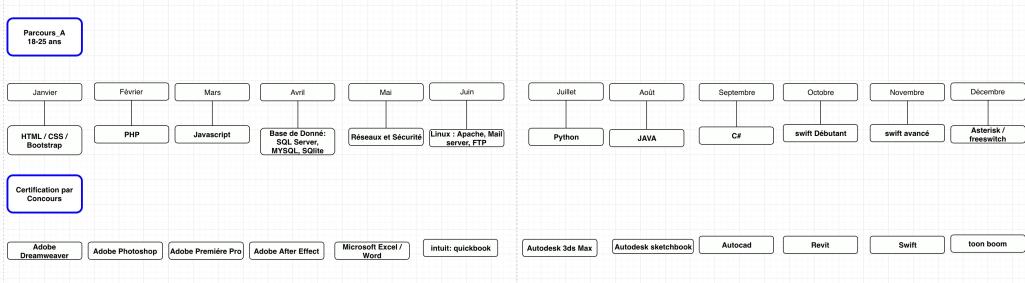 Parcours_A
18-25 ans
Janvier
Février
Mars
Avril
Mai
Juin
Juillet
Août
Septembre
Octobre
Novembre
Décembre
HTML / CSS /
Bootstrap
PHP
Javascript
Base de Donné:
SQL Server,
MYSQL, SQlite
Réseaux et Sécurité
Linux : Apache, Mail
server, FTP
Python
JAVA
C#
swift Débutant
swift avancé
Asterisk /
freeswitch
Certification par
Concours
Adobe
Dreamweaver
Adobe Photoshop
Adobe Premiére Pro
Adobe After Effect
Microsoft Excel /
Word
intuit: quickbook
Autodesk 3ds Max
Autodesk sketchbook
Autocad
Revit
Swift
toon boom